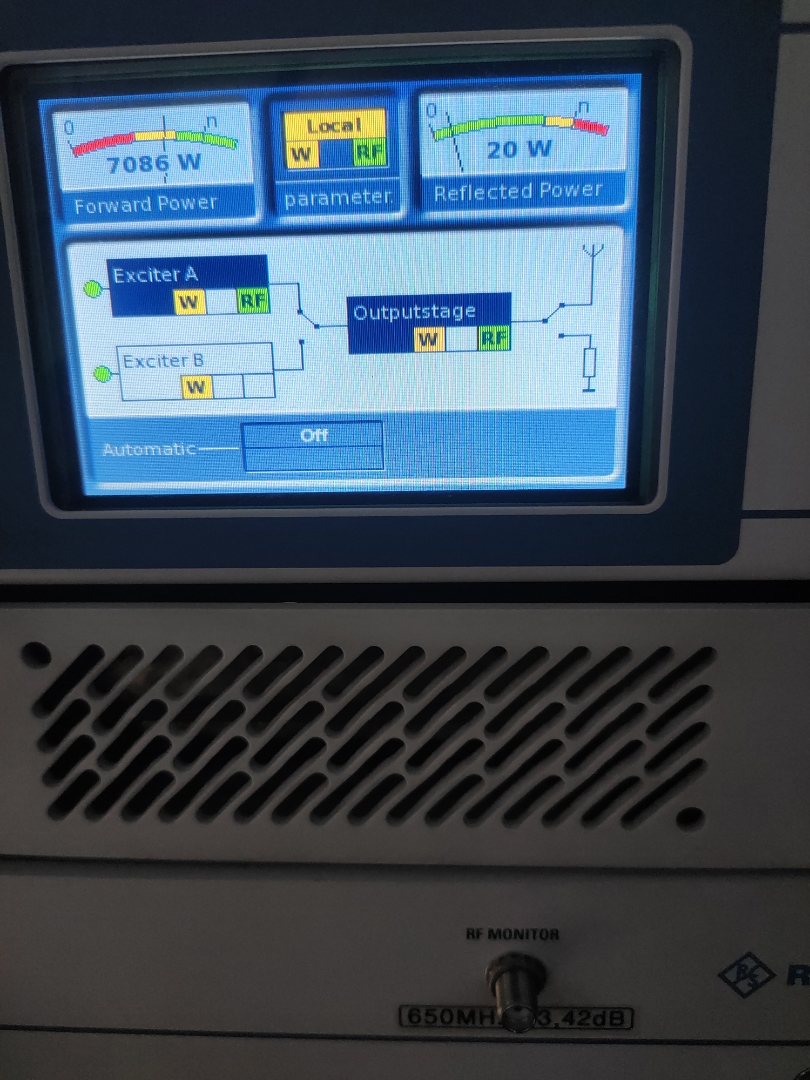 0 n
7086 W
Forward Power
Local
W RF
parameter.
0 n
20 W
Reflected Power
Exciter A
W RF
Exciter B
W
Outputstage
W RF
Automatic
Off
RF MONITOR
R&S R
650MH 3,42dB